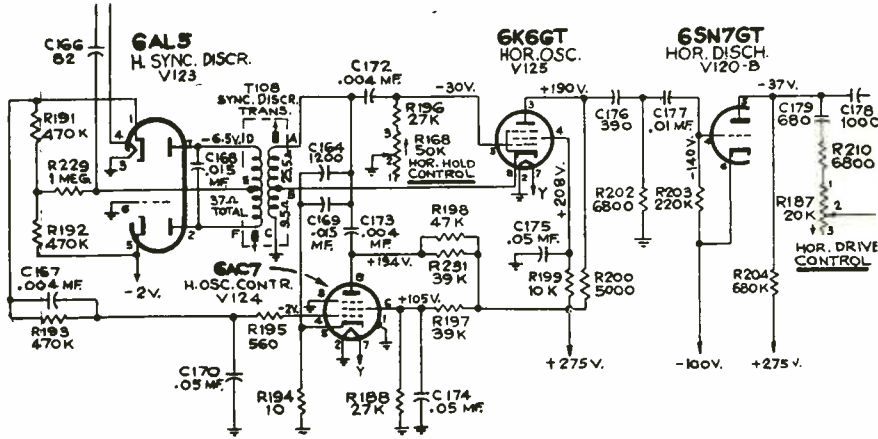 C166
82
6AL5
H. SYNC. DISCR.
V123
T108
SYNC. DISCR.
TRANS.
C172
.004 MF.
-30V.
R196
27K
R168
50K
HOR. HOLD
CONTROL
6K6GT
HOR. OSC.
V125
+190V.
C176
390
C177
.01 MF.
6SN7GT
HOR. DISCH.
V120-B
-37V.
C179
680
C178
1000
R210
6800
R187
20K
HOR. DRIVE
CONTROL
R191
470K
R229
1 MEG.
R192
470K
-6.5V.
C168
.015
MF.
37Ω
TOTAL
25.5Ω
9.5Ω
C164
1200
C169
.015
MF.
C173
.004
MF.
R198
47K
R231
39K
+194V.
C175
.05 MF.
+208V.
R199
10K
R200
5000
R202
6800
R203
220K
-140V.
R204
680K
-2V.
C167
.004 MF.
R193
470K
6AC7
H. OSC. CONTR.
V124
-2V.
+105V.
R197
39K
R195
560
C170
.05 MF.
R194
10
Y
R188
27K
C174
.05 MF.
Y
+275V.
-100V.
+275V.